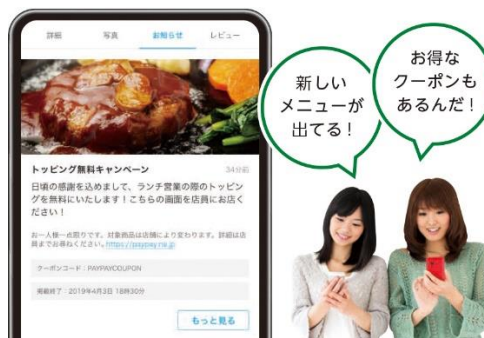 詳細 写真 お知らせ レビュー
トッピング無料キャンペーン 34分前
日頃の感謝を込めまして、ランチ営業の際のトッピン
グを無料にいたします！こちらの画面を店員にお店く
ださい！
お一人様一点限りです。対象商品は店舗により変わります。詳細は店
員までお尋ねください。https://paypay.ne.jp
クーポンコード：PAYPAYCOUPON
掲載終了：2019年4月3日 18時30分
もっと見る
新しい
メニューが
出てる！
お得な
クーポンも
あるんだ！